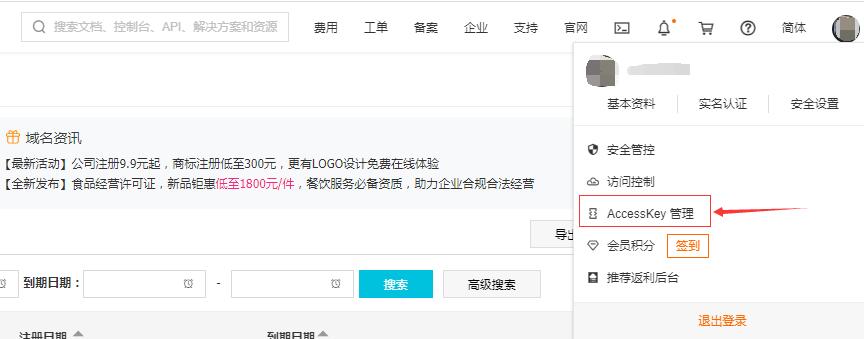 搜索文档、控制台、API、解决方案和资源
费用 工单 备案 企业 支持 官网 简体
基本资料 实名认证 安全设置
域名资讯
【最新活动】公司注册9.9元起，商标注册低至300元，更有LOGO设计免费在线体验
【全新发布】食品经营许可证，新品钜惠低至1800元/件，餐饮服务必备资质，助力企业合规合法经营
安全管控
访问控制
AccessKey 管理
会员积分 签到
推荐返利后台
退出登录
导出
到期日期： - 搜索 高级搜索
注册日期 到期日期